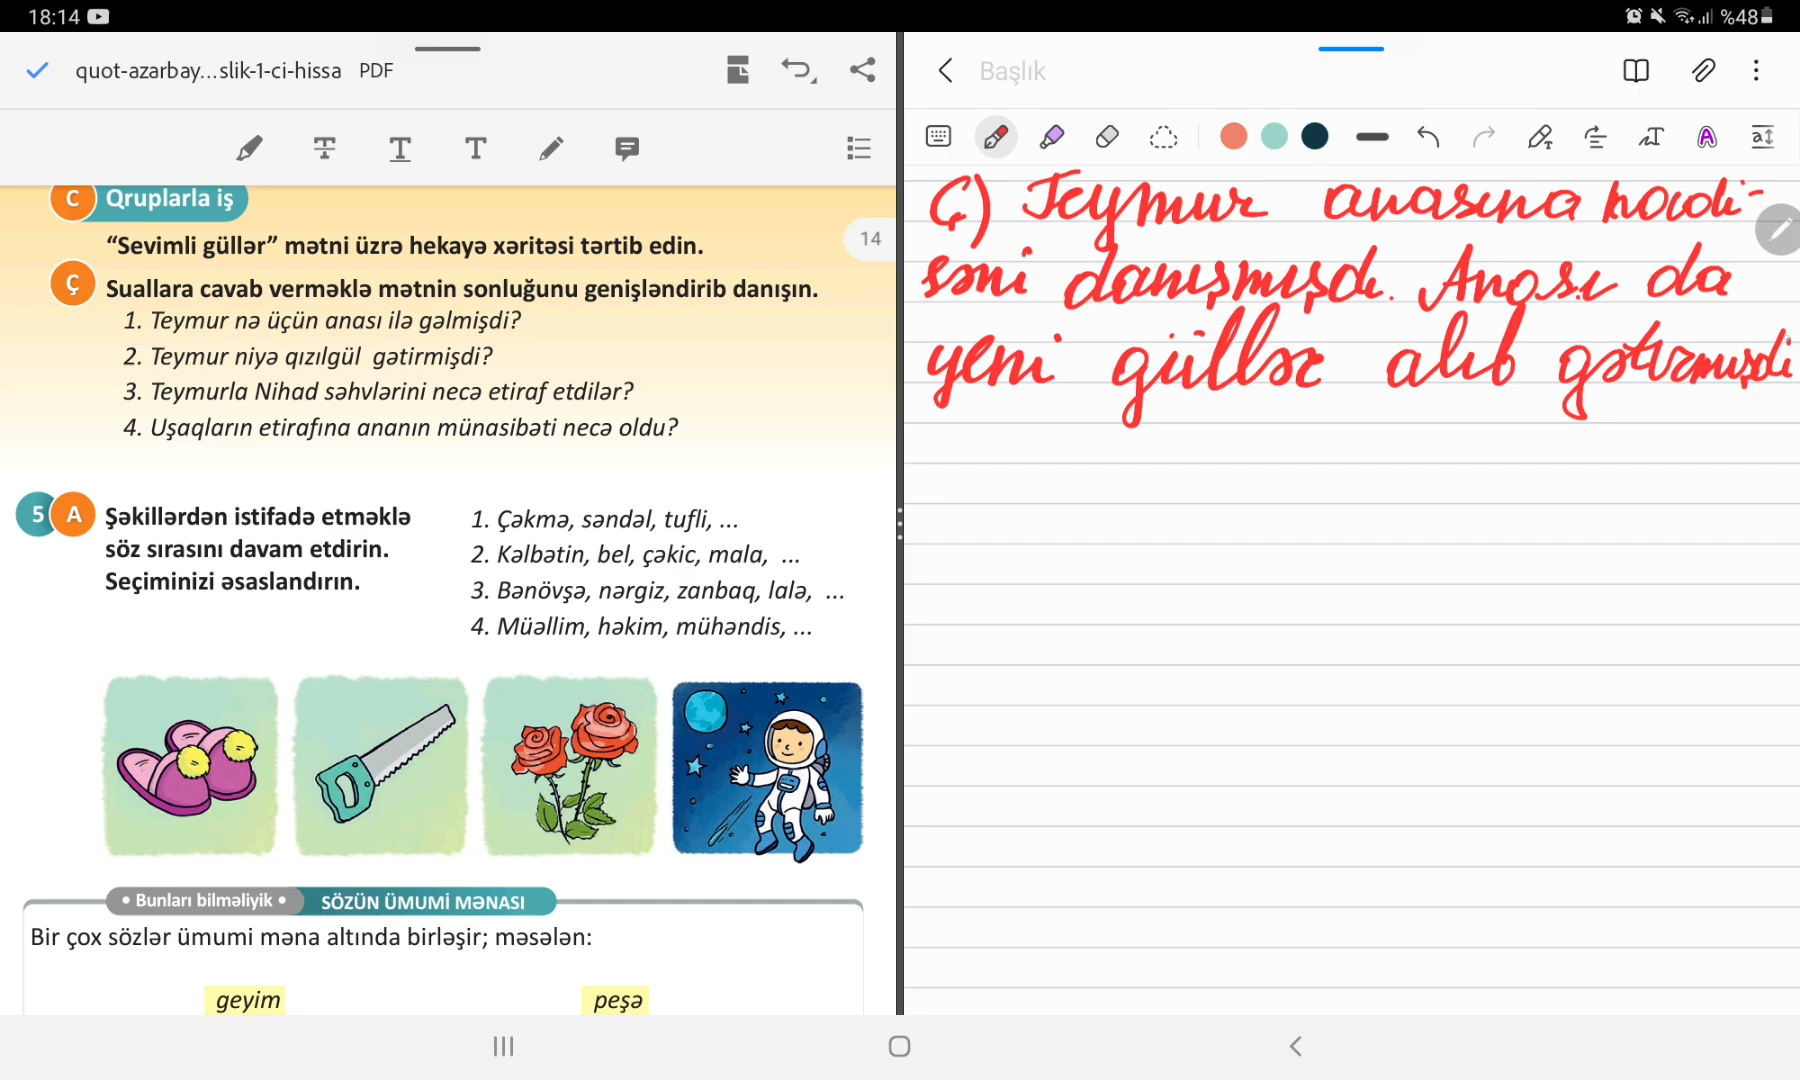 18:14
%48
quot-azarbay...slik-1-ci-hissa PDF
C Qruplarla iş
“Sevimli güllər” mətni üzrə hekayə xəritəsi tərtib edin.
14
Ç Suallara cavab verməklə mətnin sonluğunu genişləndirib danışın.
1. Teymur nə üçün anası ilə gəlmişdi?
2. Teymur niyə qızılgül gətirmişdi?
3. Teymurla Nihad səhvlərini necə etiraf etdilər?
4. Uşaqların etirafına ananın münasibəti necə oldu?
5 A Şəkillərdən istifadə etməklə
söz sırasını davam etdirin.
Seçiminizi əsaslandırın.
1. Çəkmə, səndəl, tufli, ...
2. Kəlbətin, bel, çəkic, mala, ...
3. Bənövşə, nərgiz, zanbaq, lalə, ...
4. Müəllim, həkim, mühəndis, ...
• Bunları bilməliyik • SÖZÜN ÜMUMİ MƏNASI
Bir çox sözlər ümumi məna altında birləşir; məsələn:
geyim peşə
Başlık
Ç) Teymur anasına hadi-
səni danışmışdı. Anası da
yeni güllər alıb gətirmişdi